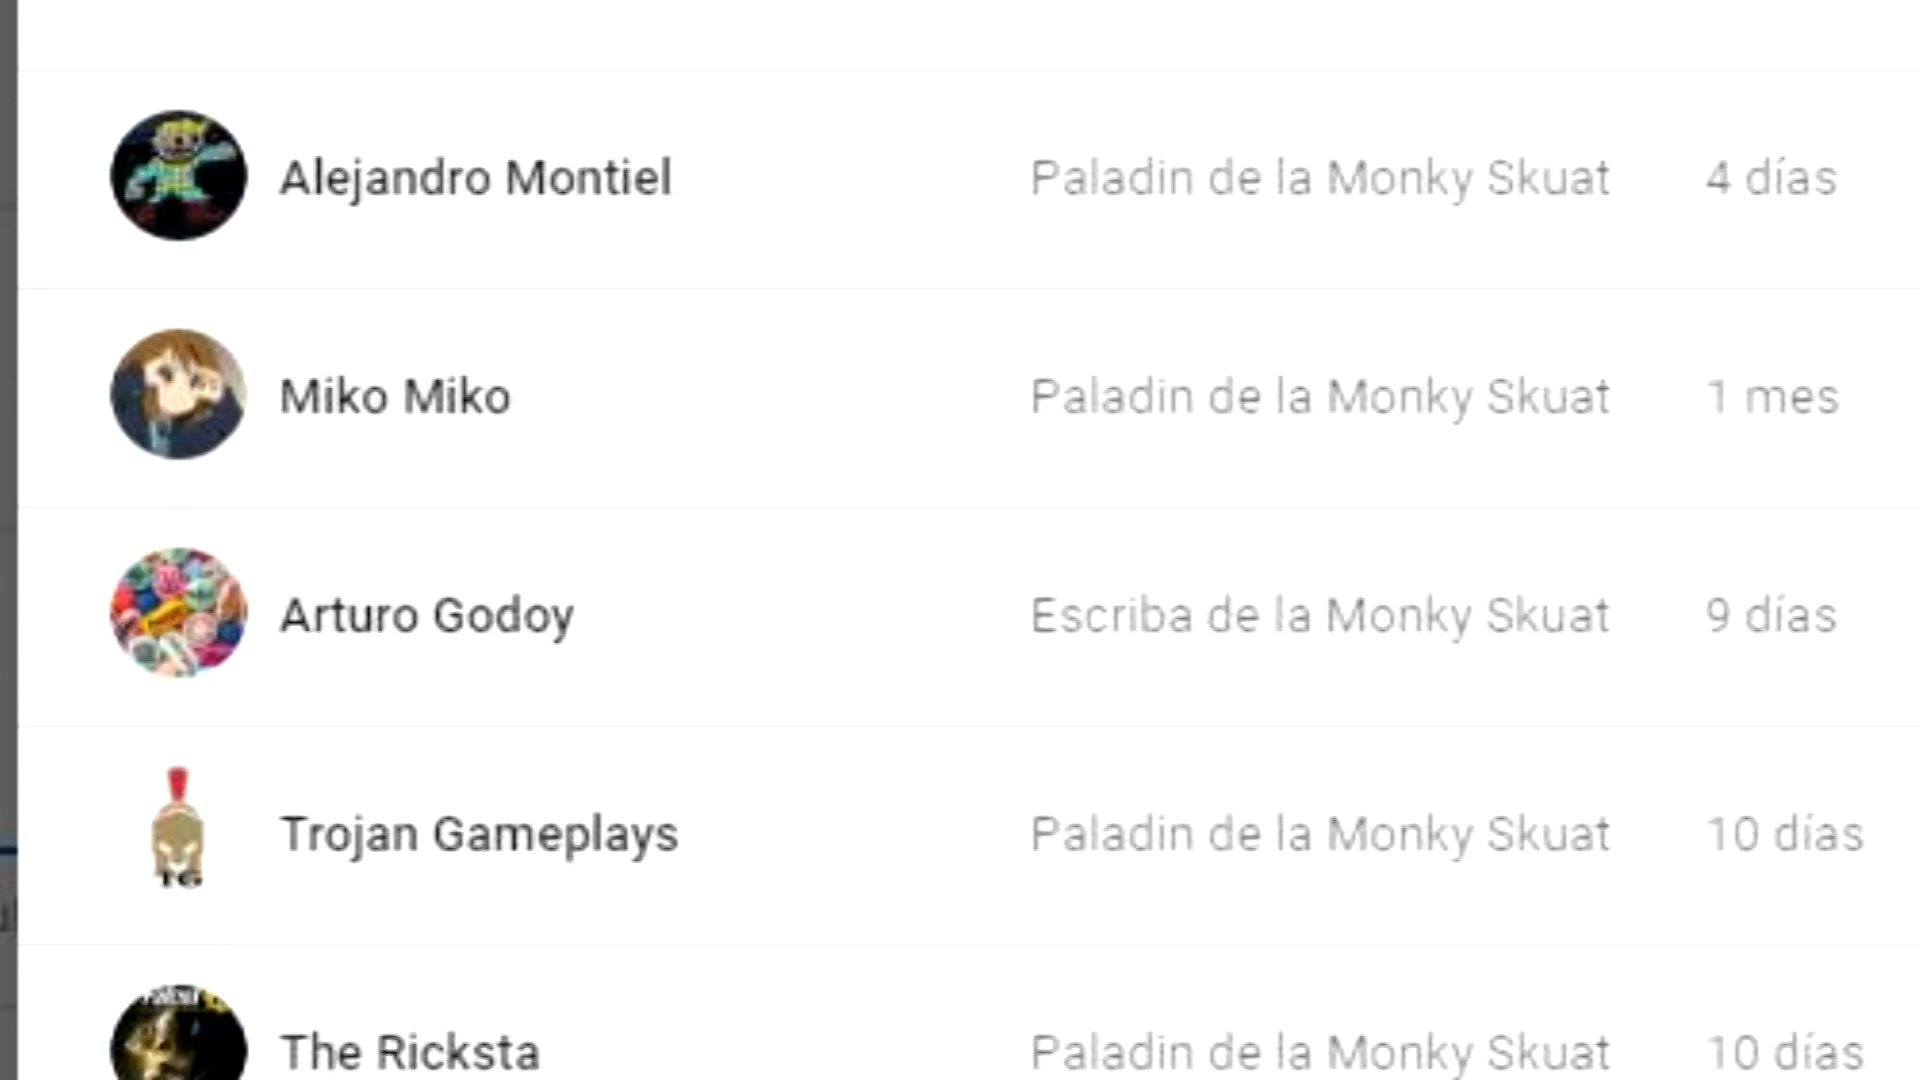 Alejandro Montiel Paladin de la Monky Skuat 4 días
Miko Miko Paladin de la Monky Skuat 1 mes
Arturo Godoy Escriba de la Monky Skuat 9 días
TG
Trojan Gameplays Paladin de la Monky Skuat 10 días
The Ricksta Paladin de la Monky Skuat 10 días